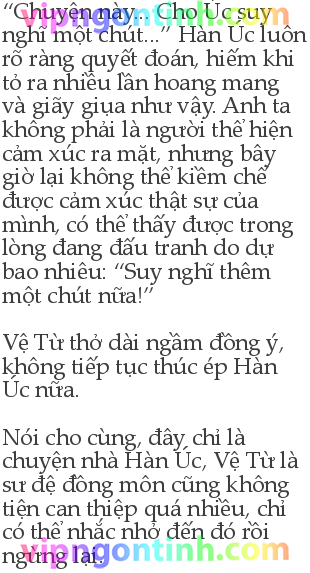 “Chuyện này... Cho Úc suy
nghĩ một chút...” Hàn Úc luôn
rõ ràng quyết đoán, hiếm khi
tỏ ra nhiều lần hoang mang
và giãy giụa như vậy. Anh ta
không phải là người thể hiện
cảm xúc ra mặt, nhưng bây
giờ lại không thể kiềm chế
được cảm xúc thật sự của
mình, có thể thấy được trong
lòng đang đấu tranh do dự
bao nhiêu: “Suy nghĩ thêm
một chút nữa!”
Vệ Từ thở dài ngầm đồng ý,
không tiếp tục thúc ép Hàn
Úc nữa.
Nói cho cùng, đây chỉ là
chuyện nhà Hàn Úc, Vệ Từ là
sư đệ đồng môn cũng không
tiện can thiệp quá nhiều, chỉ
có thể nhắc nhở đến đó rồi
ngừng lại.
vipngontinh.com
vipngontinh.com